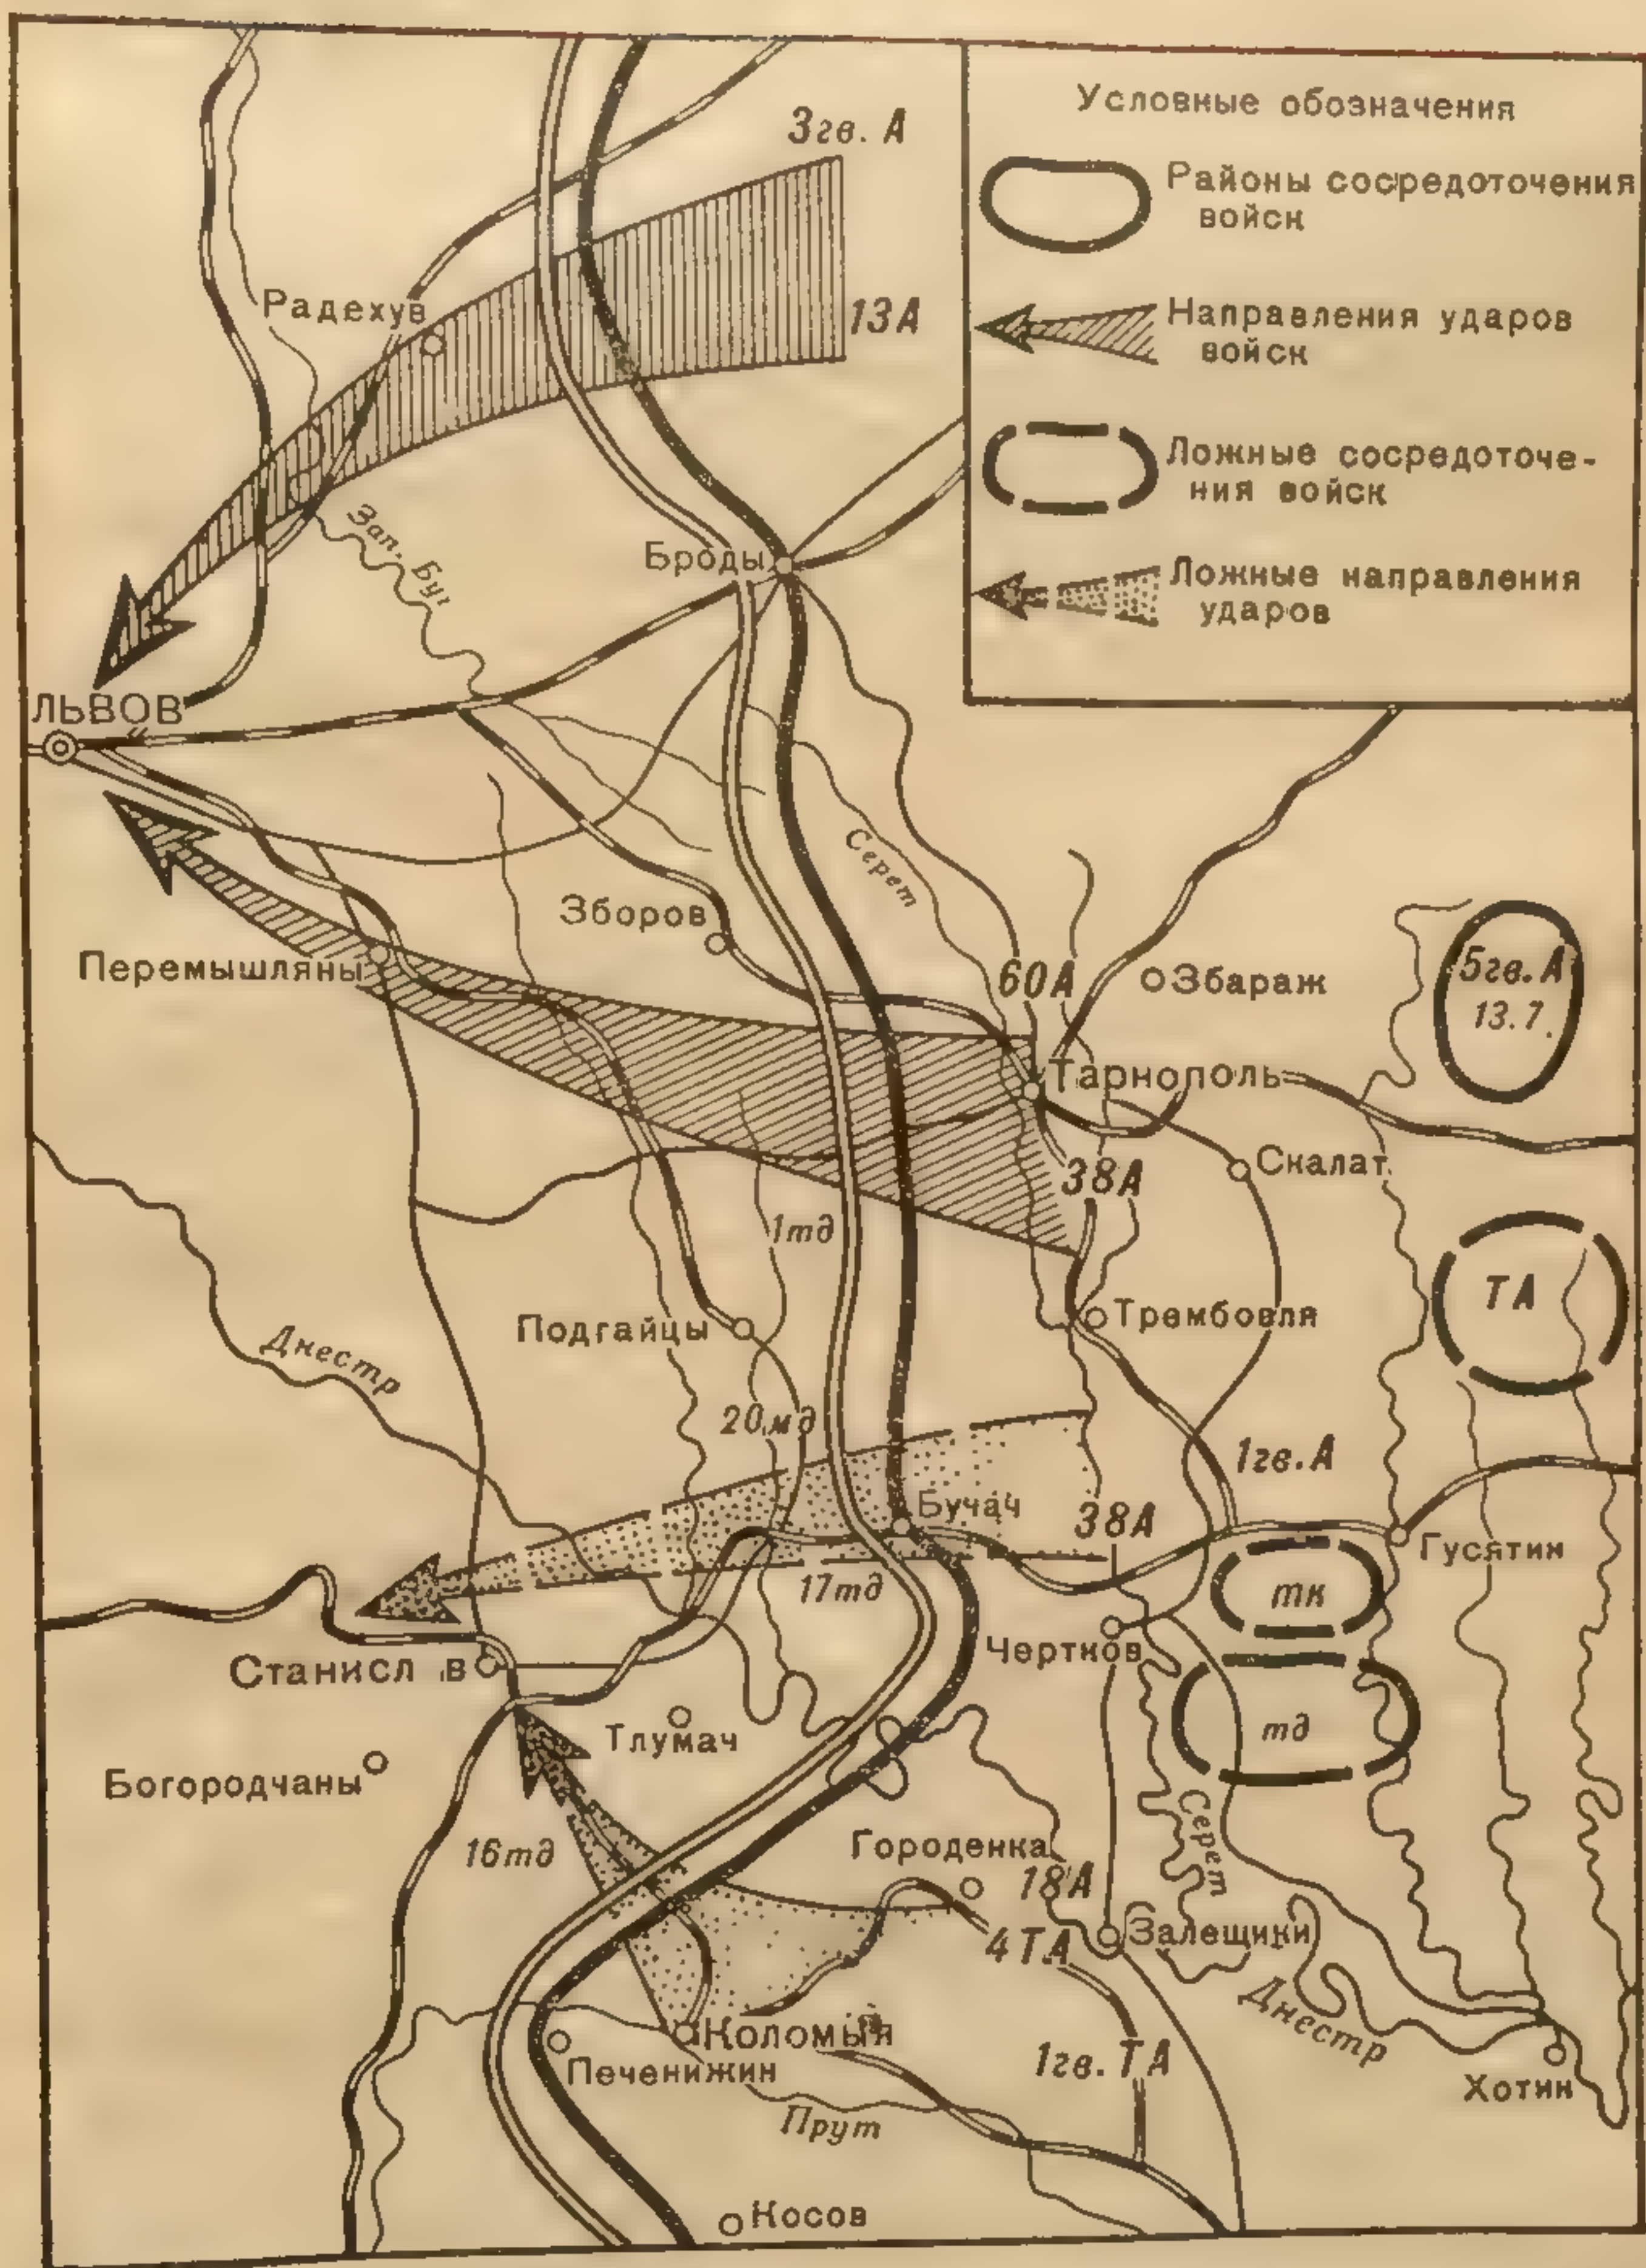 Условные обозначения
Районы сосредоточения
войск
Направления ударов
войск
Ложные сосредоточе-
ния войск
Ложные направления
ударов
3гв. А
13А
Радехув
Зап. Буг
Броды
ЛЬВОВ
Серет
Зборов
Перемышляны
60А
Збараж
5гв. А
13.7.
Тарнополь
Скалат
38А
1тд
ТА
Подгайцы
Трембовля
Днестр
20мд
1гв. А
Бучач
38А
Гусятин
17тд
тк
Чертков
Станисл в
тд
Тлумач
Богородчаны
Серет
16тд
Городенка
18А
4ТА
Залещики
Днестр
Коломыя
Печенижин
1гв. ТА
Хотин
Прут
Косов